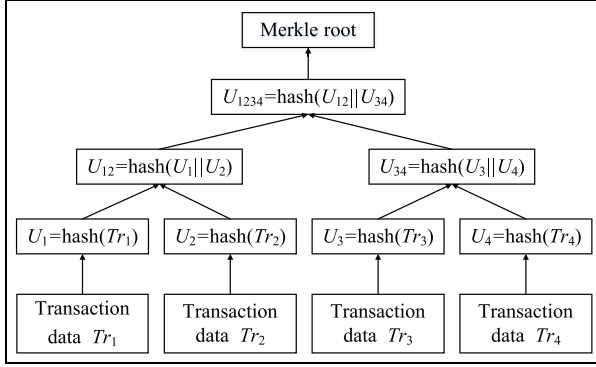 Merkle root
U1234=hash(U12||U34)
U12=hash(U1||U2)
U34=hash(U3||U4)
U1=hash(Tr1)
U2=hash(Tr2)
U3=hash(Tr3)
U4=hash(Tr4)
Transaction
data Tr1
Transaction
data Tr2
Transaction
data Tr3
Transaction
data Tr4